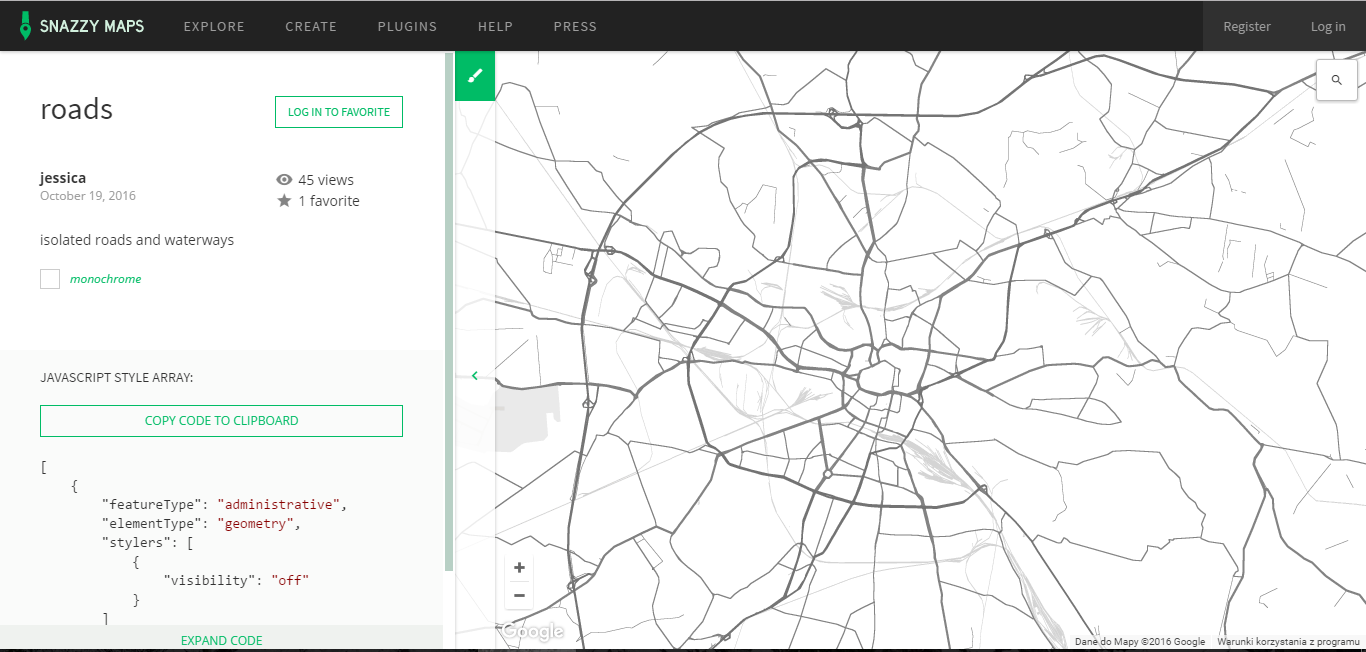 SNAZZY MAPS EXPLORE CREATE PLUGINS HELP PRESS Register Log in
roads
LOG IN TO FAVORITE
jessica
October 19, 2016
45 views
1 favorite
isolated roads and waterways
monochrome
JAVASCRIPT STYLE ARRAY:
COPY CODE TO CLIPBOARD
[
{
"featureType": "administrative",
"elementType": "geometry",
"stylers": [
{
"visibility": "off"
}
]
EXPAND CODE
+
−
Google
Dane do Mapy ©2016 Google Warunki korzystania z programu